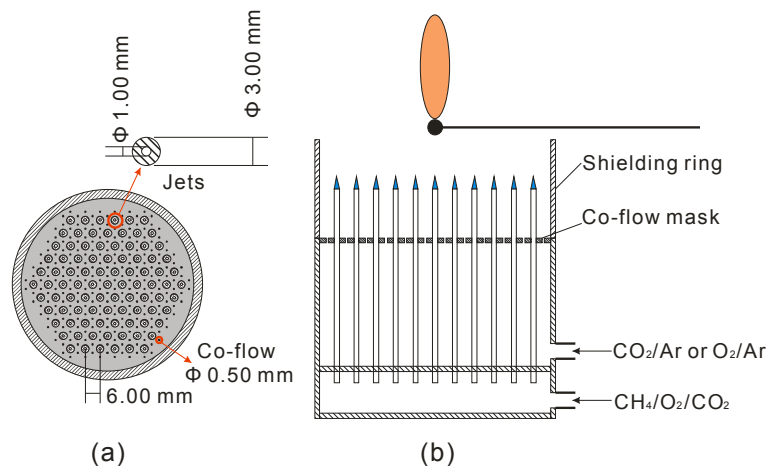 Φ 1.00 mm
Φ 3.00 mm
Jets
Co-flow
Φ 0.50 mm
6.00 mm
(a)
Shielding ring
Co-flow mask
CO₂/Ar or O₂/Ar
CH₄/O₂/CO₂
(b)